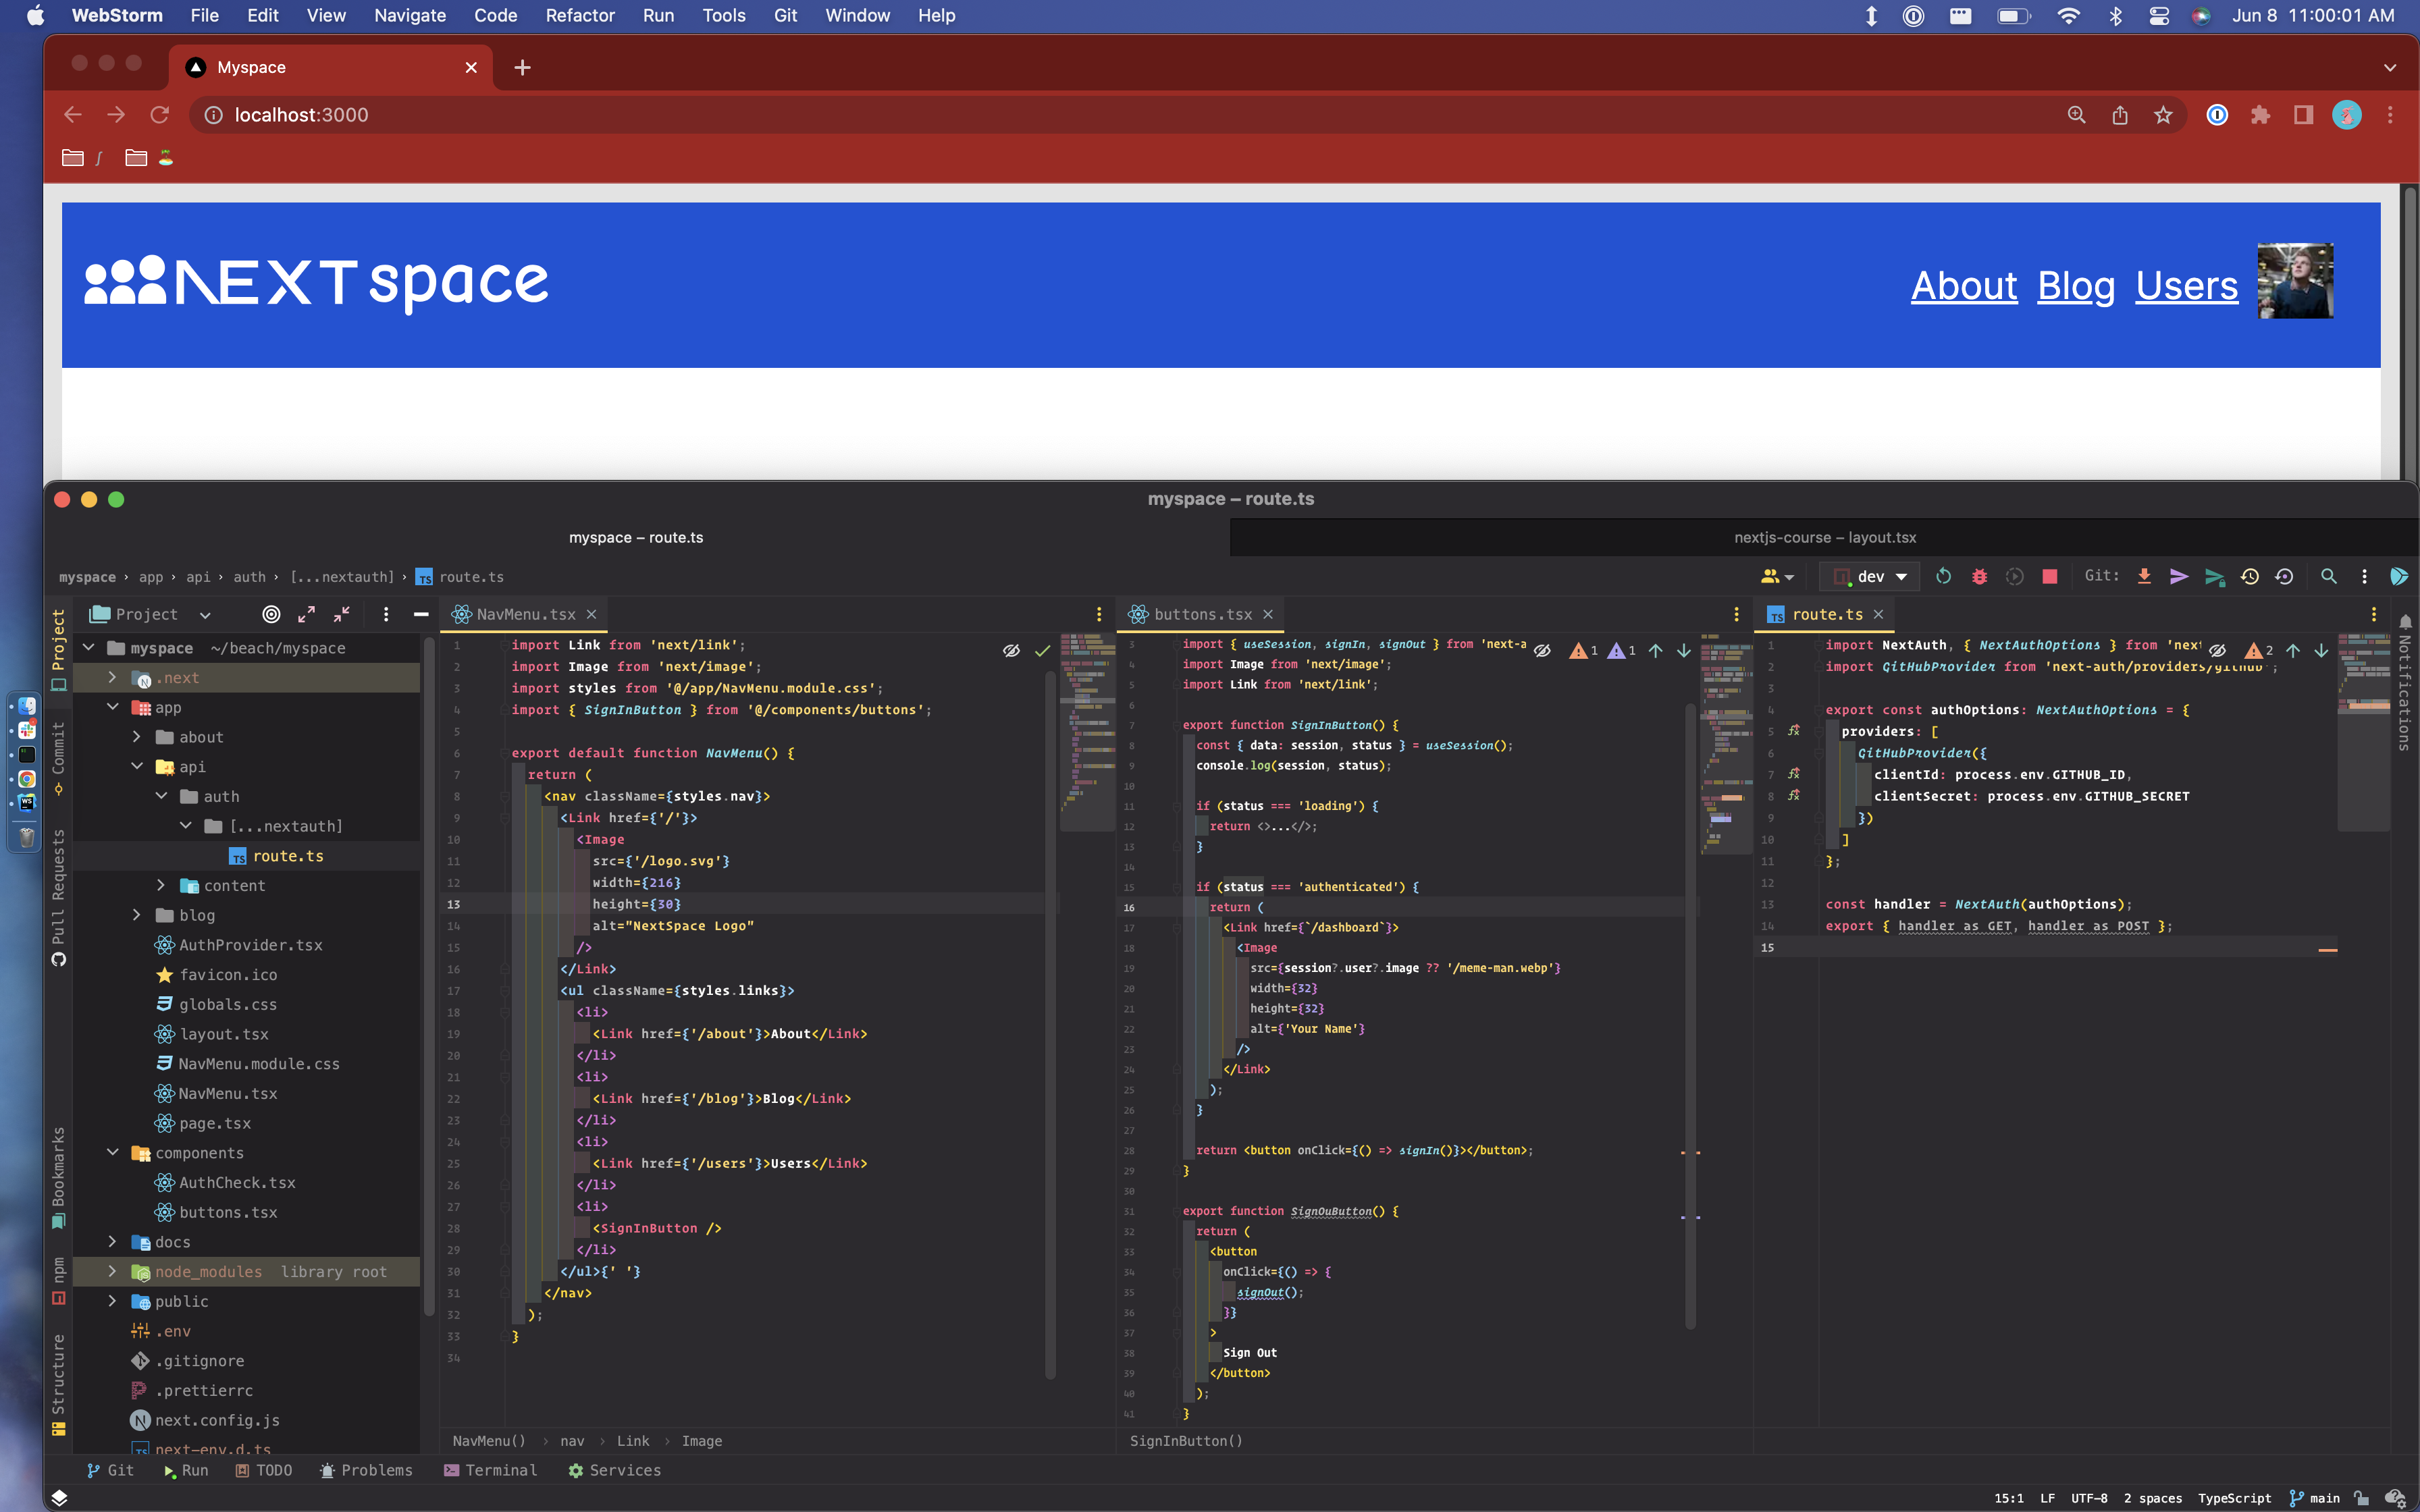 WebStorm File Edit View Navigate Code Refactor Run Tools Git Window Help Jun 8 11:00:01 AM
Myspace
localhost:3000
NEXT space About Blog Users
myspace – route.ts
myspace – route.ts nextjs-course – layout.tsx
myspace › app › api › auth › [...nextauth] › route.ts dev Git:
Project
myspace ~/beach/myspace
.next
app
about
api
auth
[...nextauth]
route.ts
content
blog
AuthProvider.tsx
favicon.ico
globals.css
layout.tsx
NavMenu.module.css
NavMenu.tsx
page.tsx
components
AuthCheck.tsx
buttons.tsx
docs
node_modules library root
public
.env
.gitignore
.prettierrc
next.config.js
next-env.d.ts
Project
Commit
Pull Requests
Bookmarks
npm
Structure
NavMenu.tsx
1 import Link from 'next/link';
2 import Image from 'next/image';
3 import styles from '@/app/NavMenu.module.css';
4 import { SignInButton } from '@/components/buttons';
5
6 export default function NavMenu() {
7 return (
8 <nav className={styles.nav}>
9 <Link href={'/'}>
10 <Image
11 src={'/logo.svg'}
12 width={216}
13 height={30}
14 alt="NextSpace Logo"
15 />
16 </Link>
17 <ul className={styles.links}>
18 <li>
19 <Link href={'/about'}>About</Link>
20 </li>
21 <li>
22 <Link href={'/blog'}>Blog</Link>
23 </li>
24 <li>
25 <Link href={'/users'}>Users</Link>
26 </li>
27 <li>
28 <SignInButton />
29 </li>
30 </ul>{' '}
31 </nav>
32 );
33 }
34
NavMenu() › nav › Link › Image
buttons.tsx
3 import { useSession, signIn, signOut } from 'next-a 1 1
4 import Image from 'next/image';
5 import Link from 'next/link';
6
7 export function SignInButton() {
8 const { data: session, status } = useSession();
9 console.log(session, status);
10
11 if (status === 'loading') {
12 return <>...</>;
13 }
14
15 if (status === 'authenticated') {
16 return (
17 <Link href={`/dashboard`}>
18 <Image
19 src={session?.user?.image ?? '/meme-man.webp'}
20 width={32}
21 height={32}
22 alt={'Your Name'}
23 />
24 </Link>
25 );
26 }
27
28 return <button onClick={() => signIn()}></button>;
29 }
30
31 export function SignOuButton() {
32 return (
33 <button
34 onClick={() => {
35 signOut();
36 }}
37 >
38 Sign Out
39 </button>
40 );
41 }
SignInButton()
route.ts
1 import NextAuth, { NextAuthOptions } from 'nex 2
2 import GitHubProvider from 'next-auth/providers/github';
3
4 export const authOptions: NextAuthOptions = {
5 providers: [
6 GitHubProvider({
7 clientId: process.env.GITHUB_ID,
8 clientSecret: process.env.GITHUB_SECRET
9 })
10 ]
11 };
12
13 const handler = NextAuth(authOptions);
14 export { handler as GET, handler as POST };
15
Notifications
Git Run TODO Problems Terminal Services
15:1 LF UTF-8 2 spaces TypeScript main